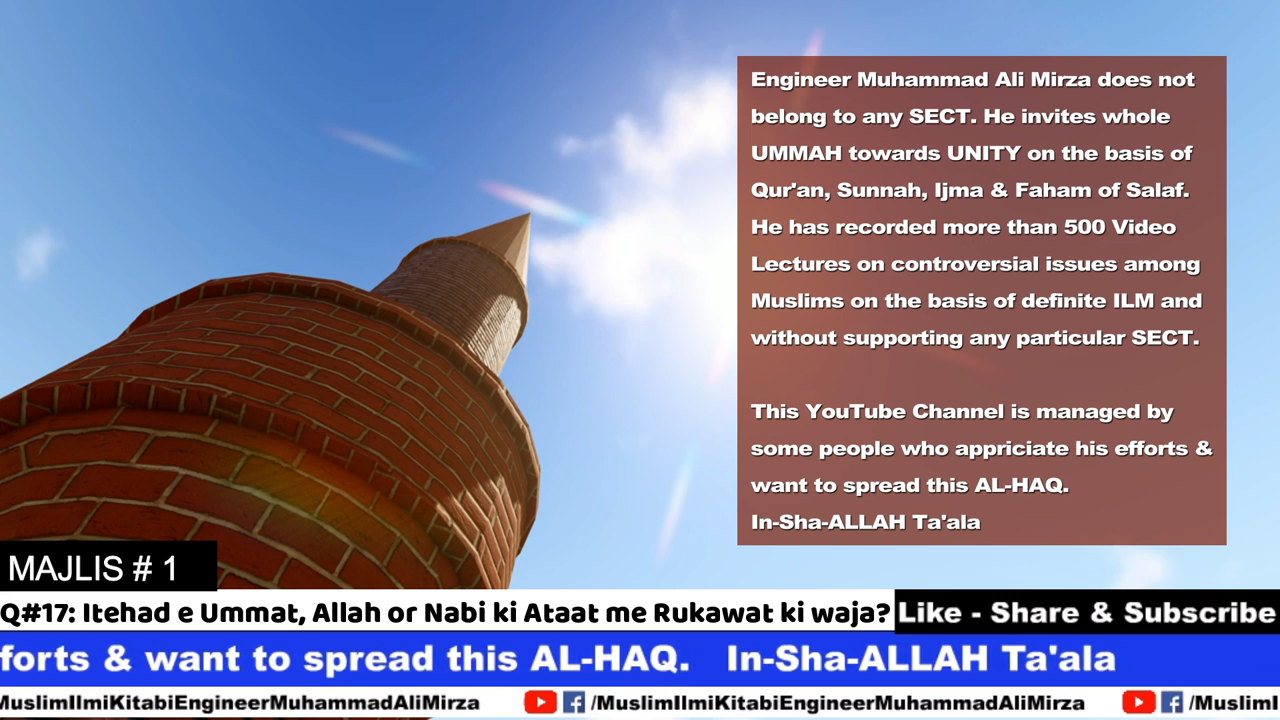 Engineer Muhammad Ali Mirza does not
belong to any SECT. He invites whole
UMMAH towards UNITY on the basis of
Qur'an, Sunnah, Ijma & Faham of Salaf.
He has recorded more than 500 Video
Lectures on controversial issues among
Muslims on the basis of definite ILM and
without supporting any particular SECT.
This YouTube Channel is managed by
some people who appriciate his efforts &
want to spread this AL-HAQ.
In-Sha-ALLAH Ta'ala
MAJLIS # 1
Q#17: Itehad e Ummat, Allah or Nabi ki Ataat me Rukawat ki waja? Like - Share & Subscribe
forts & want to spread this AL-HAQ. In-Sha-ALLAH Ta'ala
MuslimIlmiKitabiEngineerMuhammadAliMirza /MuslimIlmiKitabiEngineerMuhammadAliMirza /MuslimI